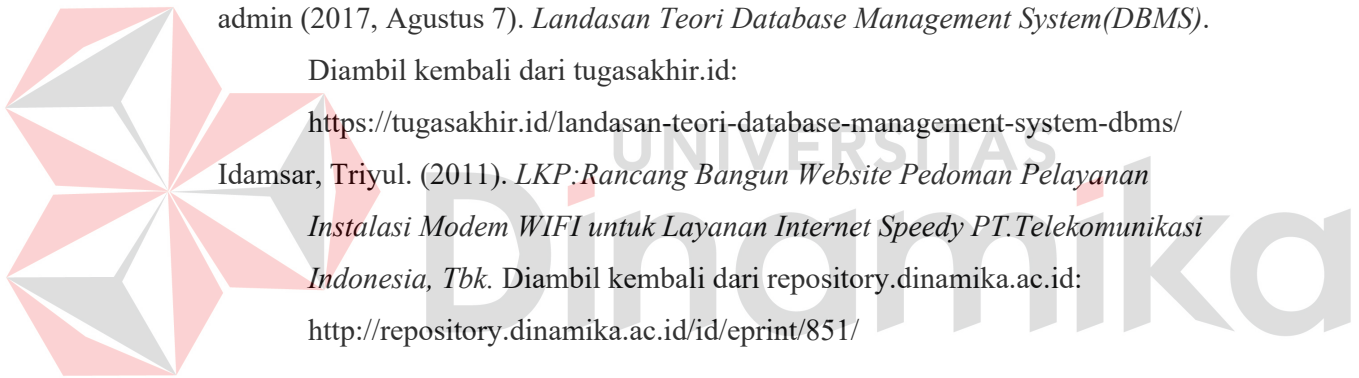 admin (2017, Agustus 7). Landasan Teori Database Management System(DBMS).
Diambil kembali dari tugasakhir.id:
https://tugasakhir.id/landasan-teori-database-management-system-dbms/
UNIVERSITAS
Dinamika
Idamsar, Triyul. (2011). LKP:Rancang Bangun Website Pedoman Pelayanan
Instalasi Modem WIFI untuk Layanan Internet Speedy PT.Telekomunikasi
Indonesia, Tbk. Diambil kembali dari repository.dinamika.ac.id:
http://repository.dinamika.ac.id/id/eprint/851/